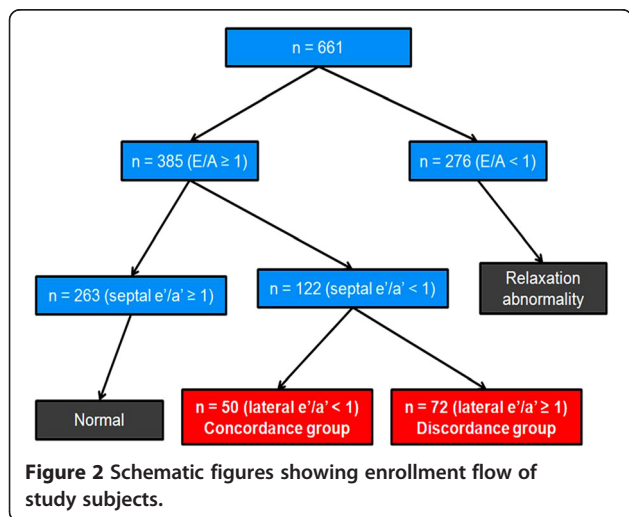 n = 661
n = 385 (E/A ≥ 1)
n = 276 (E/A < 1)
n = 263 (septal e'/a' ≥ 1)
n = 122 (septal e'/a' < 1)
Relaxation
abnormality
Normal
n = 50 (lateral e'/a' < 1)
Concordance group
n = 72 (lateral e'/a' ≥ 1)
Discordance group
Figure 2 Schematic figures showing enrollment flow of
study subjects.